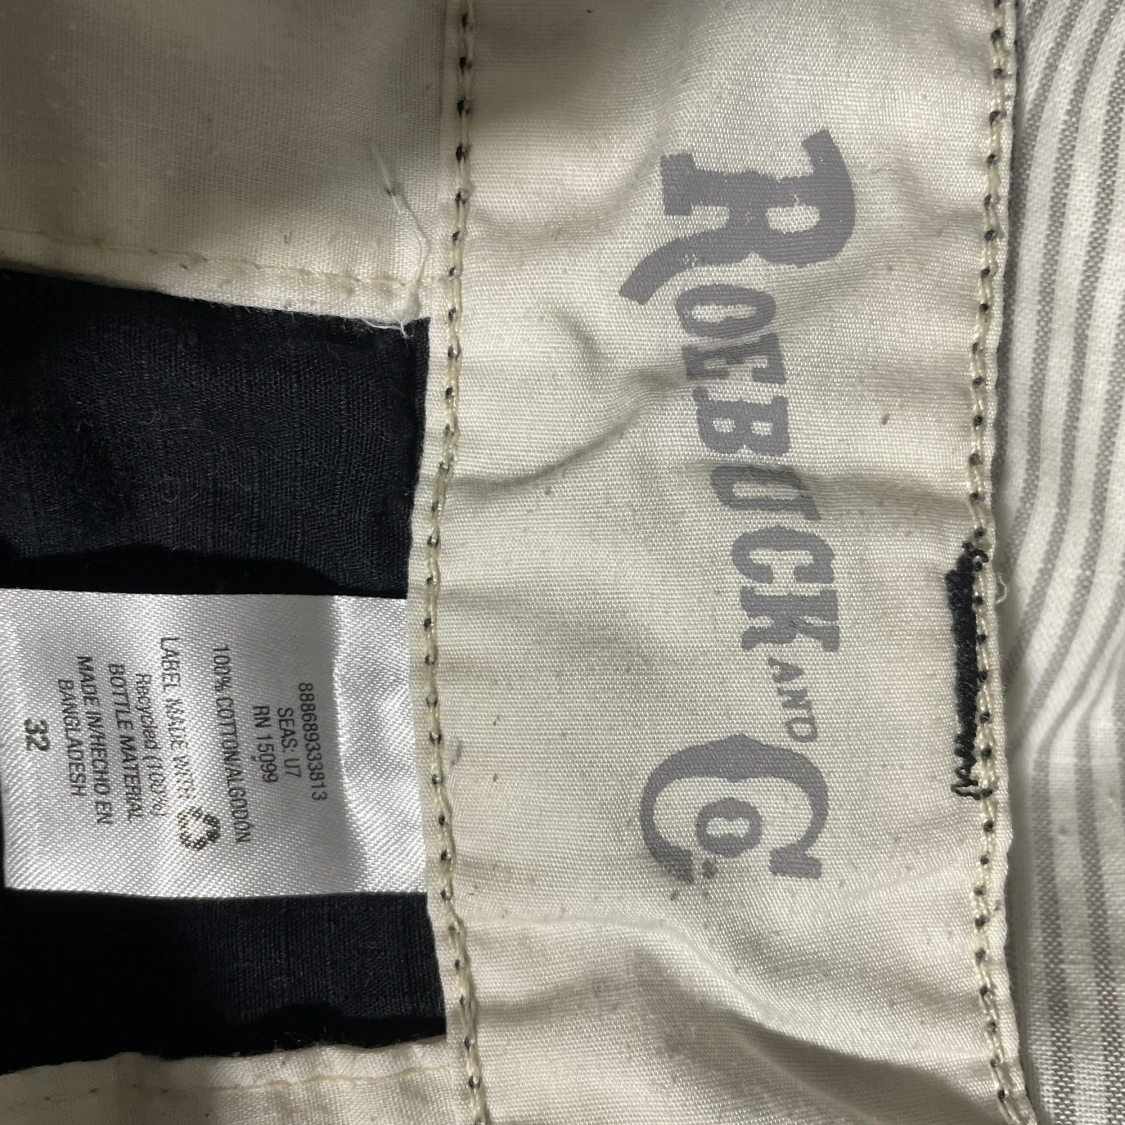 ROEBUCK AND Co.
888689333813
SEAS: U7
RN 15099
100% COTTON/ALGODON
LABEL MADE WITH
Recycled (100%)
BOTTLE MATERIAL
MADE IN/HECHO EN
BANGLADESH
32